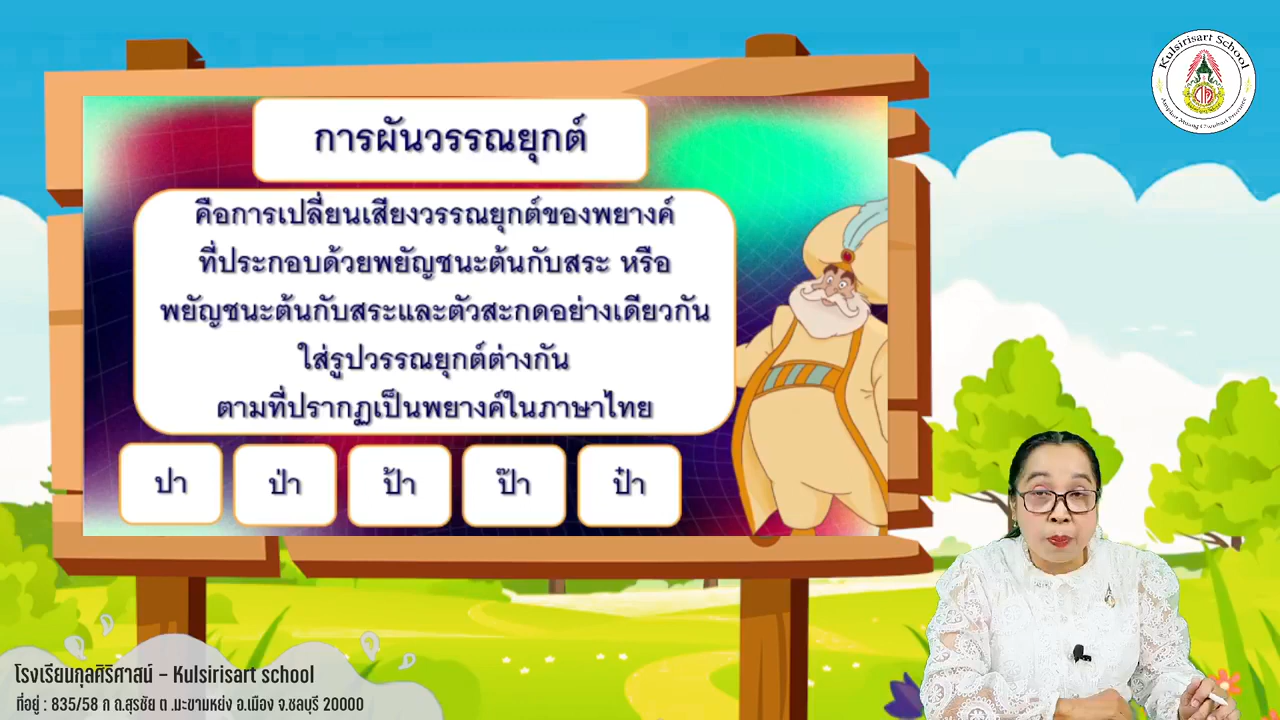 Kulsirisart School
การผันวรรณยุกต์
คือการเปลี่ยนเสียงวรรณยุกต์ของพยางค์
ที่ประกอบด้วยพยัญชนะต้นกับสระ หรือ
พยัญชนะต้นกับสระและตัวสะกดอย่างเดียวกัน
ใส่รูปวรรณยุกต์ต่างกัน
ตามที่ปรากฏเป็นพยางค์ในภาษาไทย
ปา ป่า ป้า ป๊า ป๋า
โรงเรียนกุลศิริศาสน์ - Kulsirisart school
ที่อยู่ : 835/58 ก ถ.สุรชัย ต .มะขามหย่ง อ.เมือง จ.ชลบุรี 20000